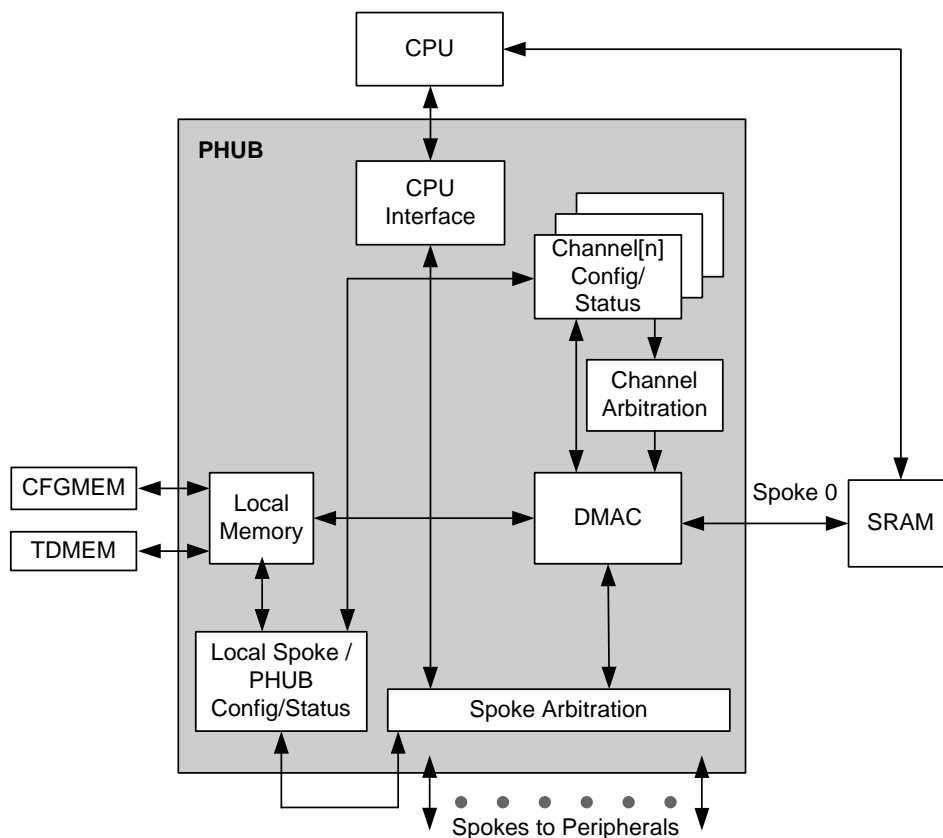 CPU
PHUB
CPU
Interface
Channel[n]
Config/
Status
Channel
Arbitration
CFGMEM
TDMEM
Local
Memory
DMAC
Spoke 0
SRAM
Local Spoke /
PHUB
Config/Status
Spoke Arbitration
Spokes to Peripherals